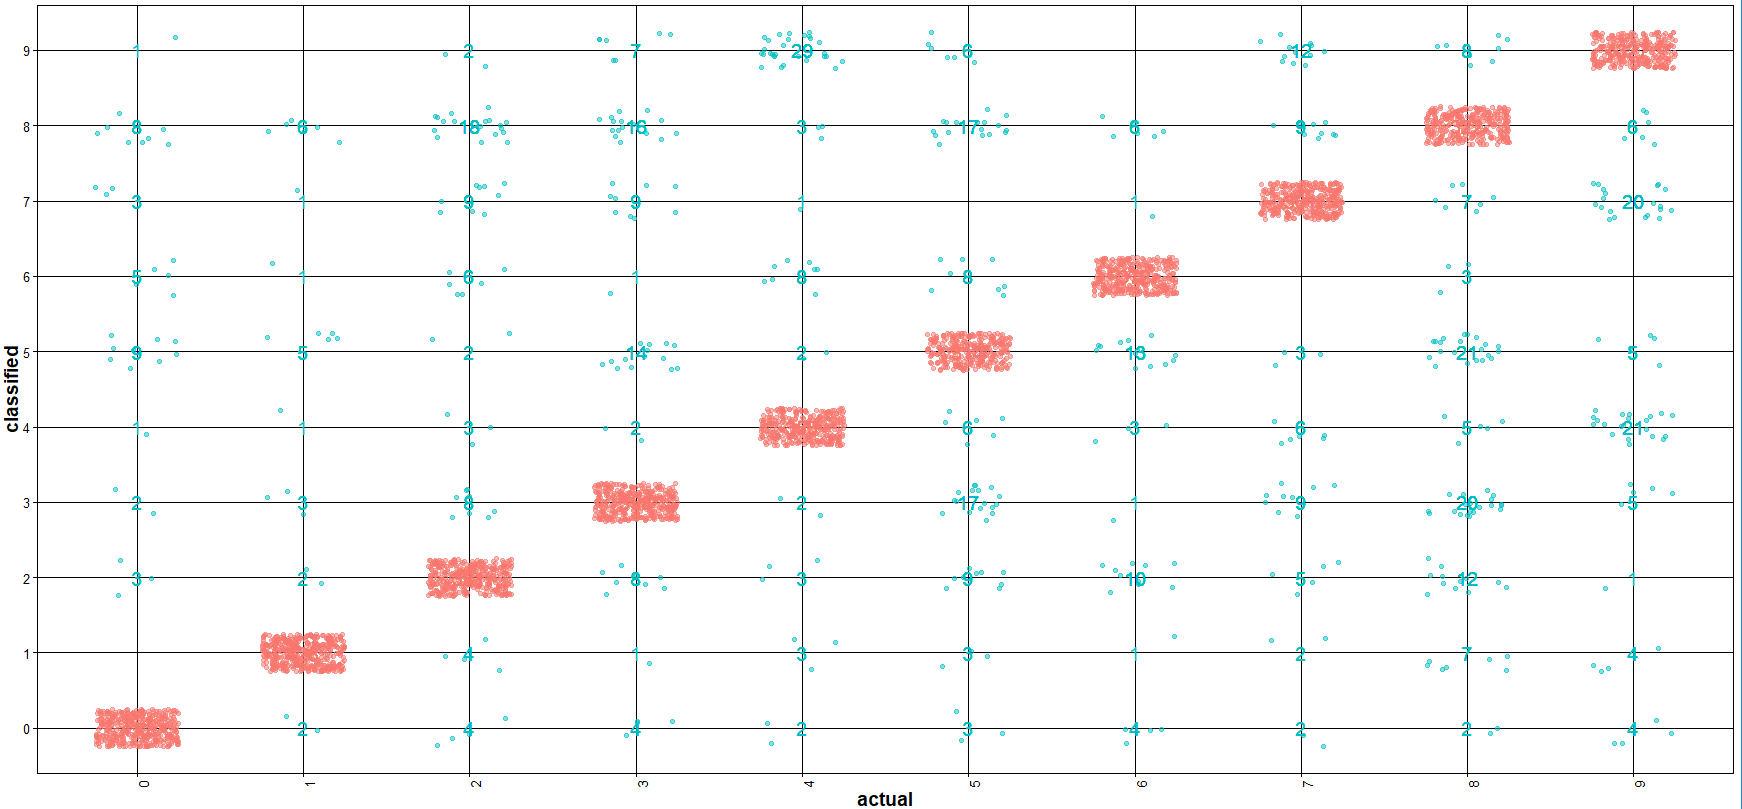 9 1 2 7 29 6 12 8
8 8 6 18 16 3 17 6 9 6
7 3 1 9 9 1 1 7 20
6 5 1 6 1 8 8 3
5 9 5 2 14 2 3 21 5
classified
4 1 1 3 2 6 3 6 5 21
3 2 3 8 2 17 1 9 20 5
2 3 2 8 3 9 10 5 12 1
1 4 1 3 3 1 2 7 4
0 2 4 4 2 3 4 2 2 4
0 1 2 3 4 5 6 7 8 9
actual